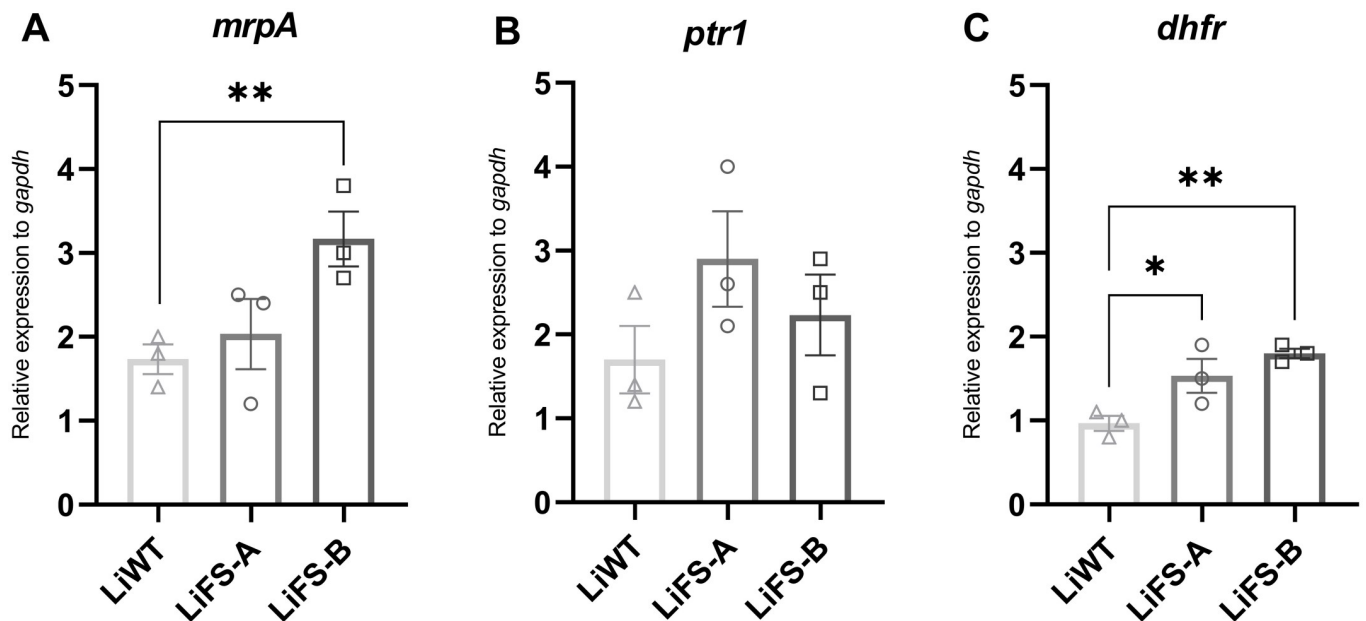 A
mrpA
Relative expression to gapdh
5
4
3
2
1
0
**
LiWT
LiFS-A
LiFS-B
B
ptr1
Relative expression to gapdh
5
4
3
2
1
0
LiWT
LiFS-A
LiFS-B
C
dhfr
Relative expression to gapdh
5
4
3
2
1
0
**
*
LiWT
LiFS-A
LiFS-B